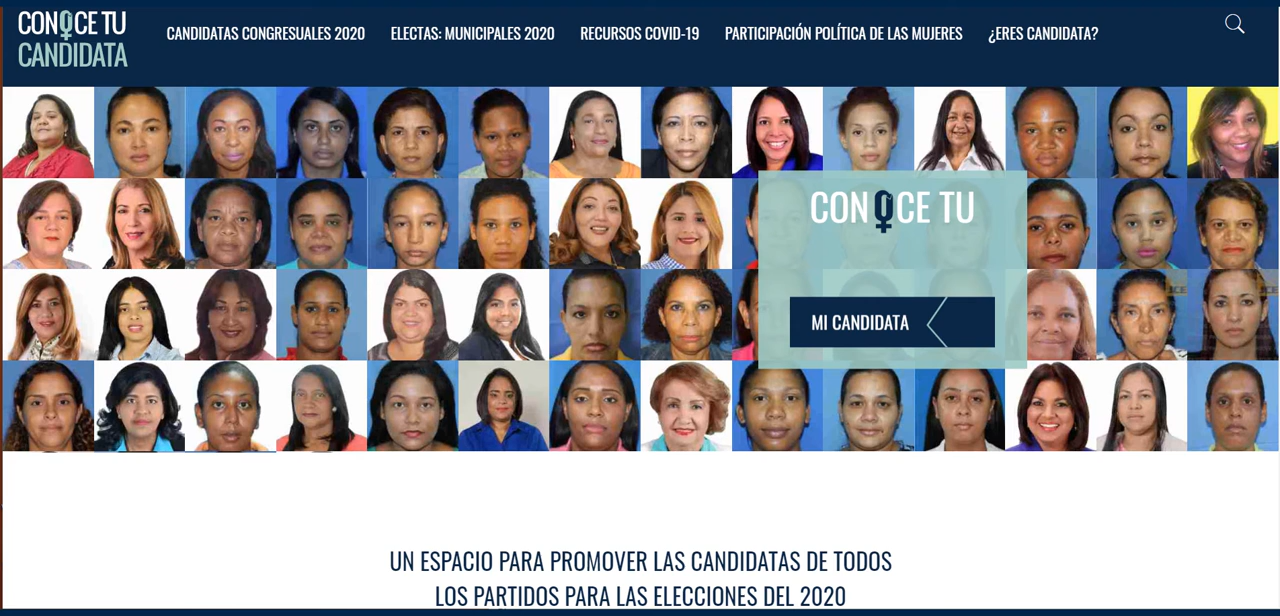 CONOCE TU
CANDIDATA
CANDIDATAS CONGRESUALES 2020 ELECTAS: MUNICIPALES 2020 RECURSOS COVID-19 PARTICIPACIÓN POLÍTICA DE LAS MUJERES ¿ERES CANDIDATA?
CONOCE TU
MI CANDIDATA
JCE
JCE
UN ESPACIO PARA PROMOVER LAS CANDIDATAS DE TODOS
LOS PARTIDOS PARA LAS ELECCIONES DEL 2020